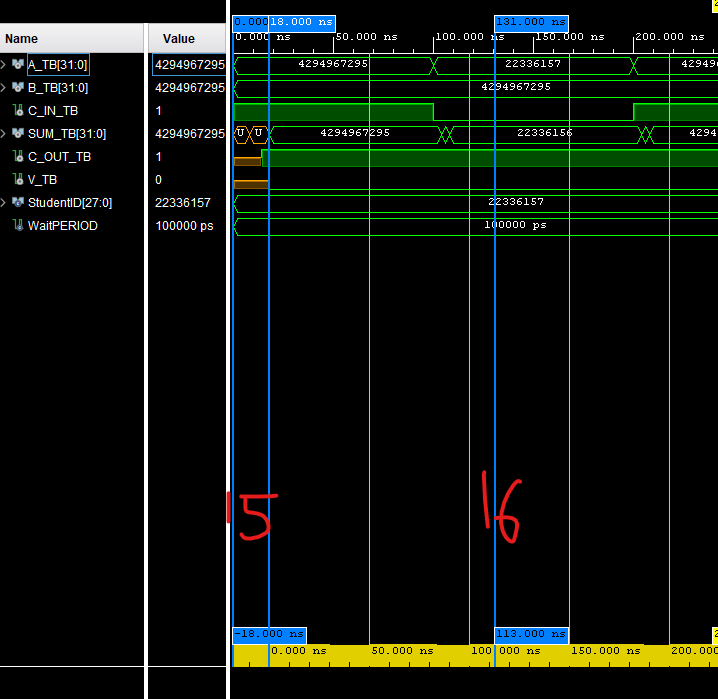 0.000 18.000 ns 131.000 ns
Name Value 0.000 ns 50.000 ns 100.000 ns 150.000 ns 200.000 ns
A_TB[31:0] 4294967295 4294967295 22336157 42949
B_TB[31:0] 4294967295 4294967295
C_IN_TB 1
SUM_TB[31:0] 4294967295 U U 4294967295 22336156 4294
C_OUT_TB 1
V_TB 0
StudentID[27:0] 22336157 22336157
WaitPERIOD 100000 ps 100000 ps
5 16
-18.000 ns 113.000 ns
0.000 ns 50.000 ns 100.000 ns 150.000 ns 200.00